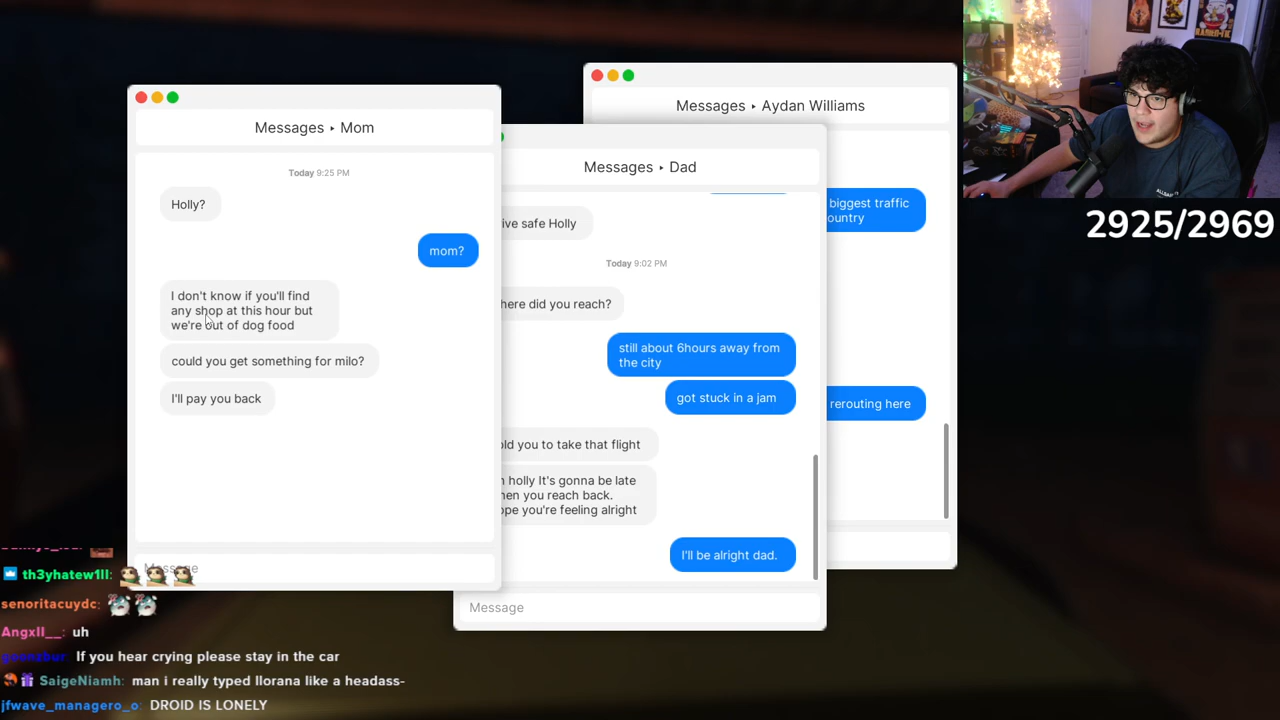 Messages ‣ Mom
Today 9:25 PM
Holly?
mom?
I don't know if you'll find
any shop at this hour but
we're out of dog food
could you get something for milo?
I'll pay you back
Message
Messages ‣ Dad
ive safe Holly
Today 9:02 PM
here did you reach?
still about 6hours away from
the city
got stuck in a jam
old you to take that flight
h holly It's gonna be late
hen you reach back.
ope you're feeling alright
I'll be alright dad.
Message
Messages ‣ Aydan Williams
biggest traffic
ountry
rerouting here
2925/2969
th3yhatew1ll:
senoritacuydc:
Angxll__: uh
If you hear crying please stay in the car
SaigeNiamh: man i really typed llorana like a headass-
jfwave_managero_o: DROID IS LONELY